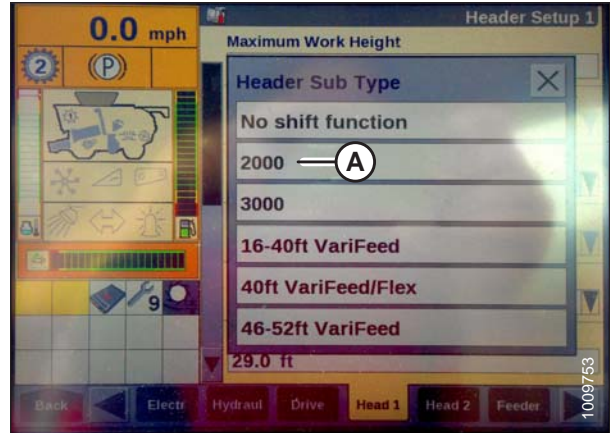 0.0 mph
Header Setup 1
Maximum Work Height
2
P
Header Sub Type
No shift function
2000
A
3000
16-40ft VariFeed
40ft VariFeed/Flex
46-52ft VariFeed
9
29.0 ft
Back
Electr
Hydraul
Drive
Head 1
Head 2
Feeder
1009753